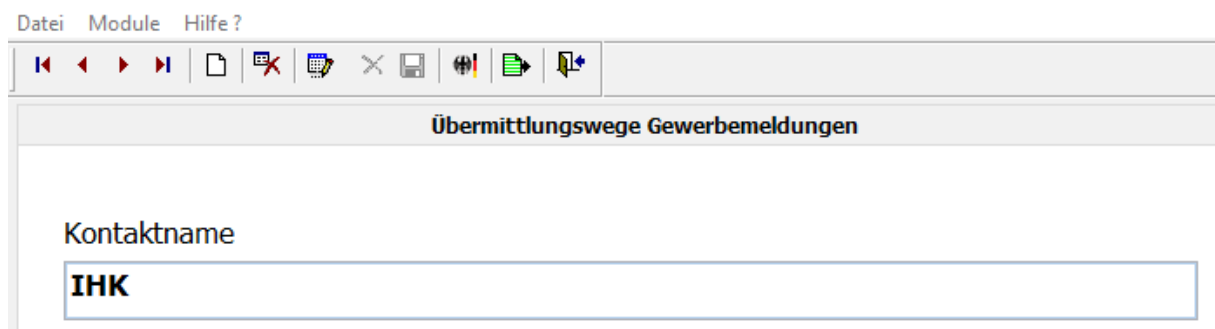 Datei Module Hilfe ?
Übermittlungswege Gewerbemeldungen
Kontaktname
IHK